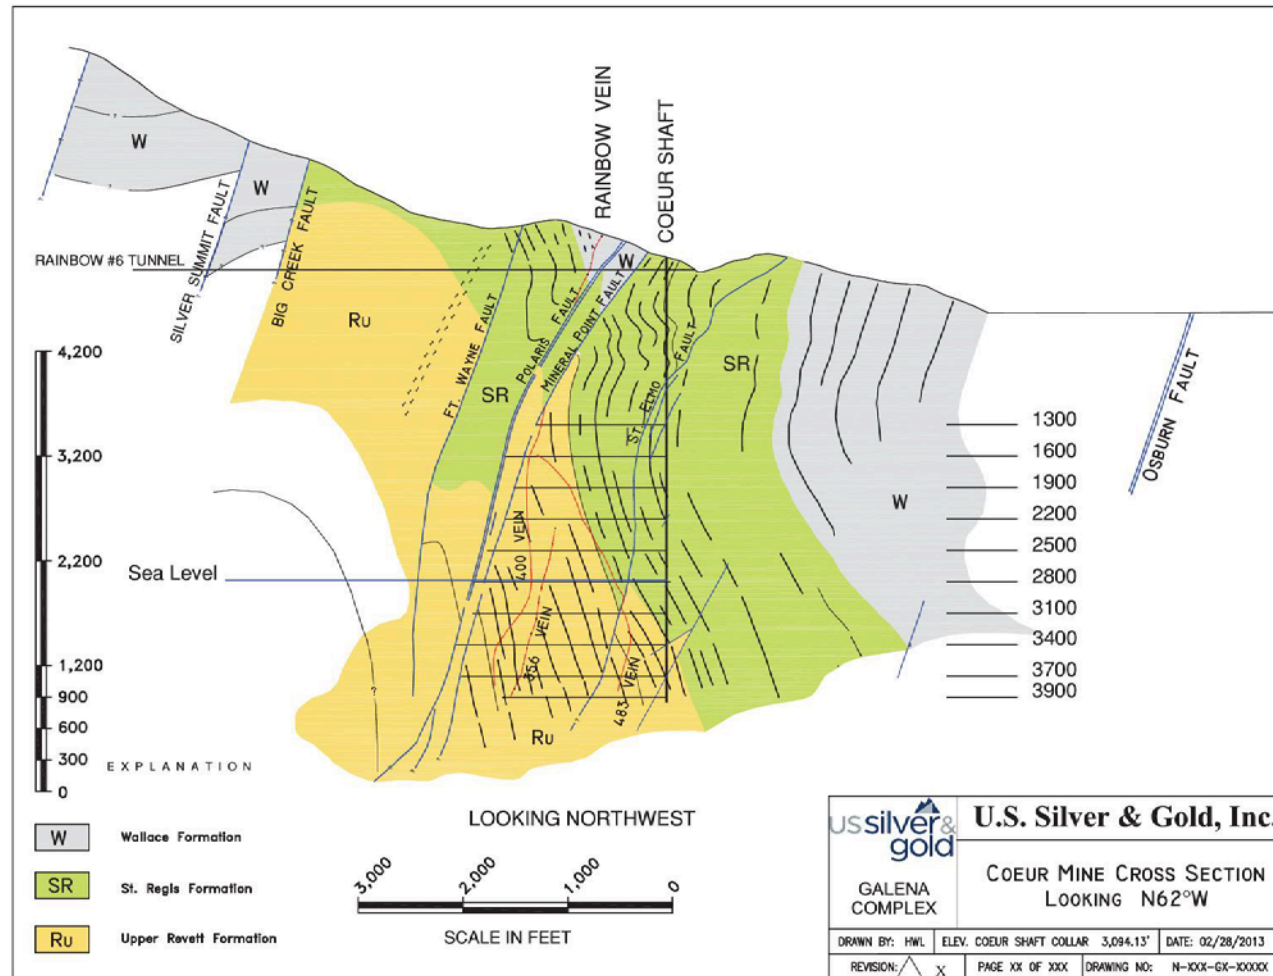 RAINBOW VEIN
COEUR SHAFT
W
W
SILVER SUMMIT FAULT
BIG CREEK FAULT
RAINBOW #6 TUNNEL
RU
FT. WAYNE FAULT
SR
POLARIS FAULT
W
MINERAL POINT FAULT
ST. ELMO FAULT
SR
W
OSBURN FAULT
4,200
3,200
2,200
1,200
900
600
300
0
Sea Level
400 VEIN
356 VEIN
483 VEIN
RU
1300
1600
1900
2200
2500
2800
3100
3400
3700
3900
EXPLANATION
W Wallace Formation
SR St. Regis Formation
RU Upper Revett Formation
LOOKING NORTHWEST
3,000 2,000 1,000 0
SCALE IN FEET
US silver & gold
GALENA
COMPLEX
U.S. Silver & Gold, Inc.
COEUR MINE CROSS SECTION
LOOKING N62°W
DRAWN BY: HWL ELEV. COEUR SHAFT COLLAR 3,094.13' DATE: 02/28/2013
REVISION: X PAGE XX OF XXX DRAWING NO: N-XXX-GX-XXXXX